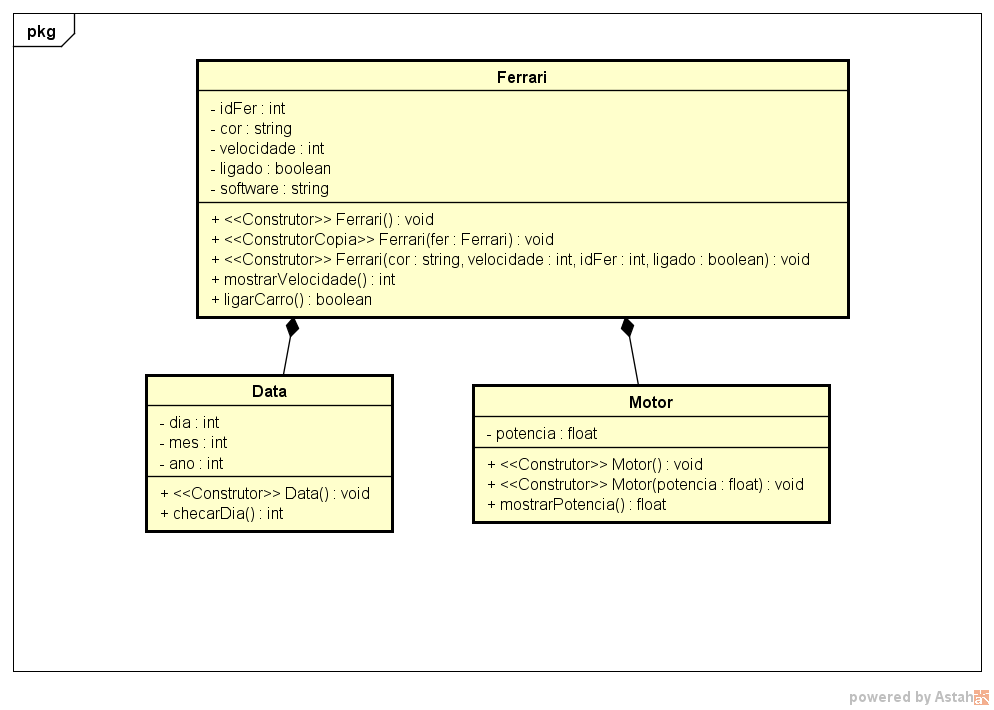 pkg
Ferrari
- idFer : int
- cor : string
- velocidade : int
- ligado : boolean
- software : string
+ <<Construtor>> Ferrari() : void
+ <<ConstrutorCopia>> Ferrari(fer : Ferrari) : void
+ <<Construtor>> Ferrari(cor : string, velocidade : int, idFer : int, ligado : boolean) : void
+ mostrarVelocidade() : int
+ ligarCarro() : boolean
Data
- dia : int
- mes : int
- ano : int
+ <<Construtor>> Data() : void
+ checarDia() : int
Motor
- potencia : float
+ <<Construtor>> Motor() : void
+ <<Construtor>> Motor(potencia : float) : void
+ mostrarPotencia() : float
powered by Astah